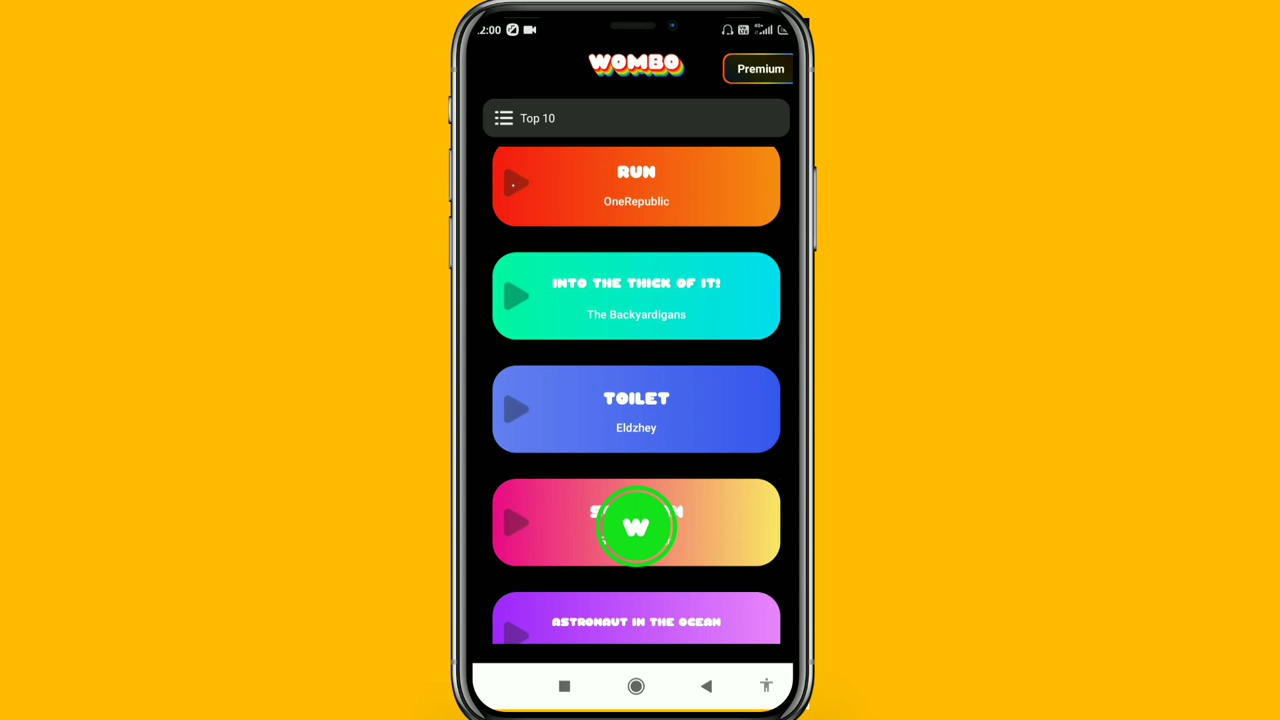 2:00
WOMBO
Premium
Top 10
RUN
OneRepublic
INTO THE THICK OF IT!
The Backyardigans
TOILET
Eldzhey
W
ASTRONAUT IN THE OCEAN